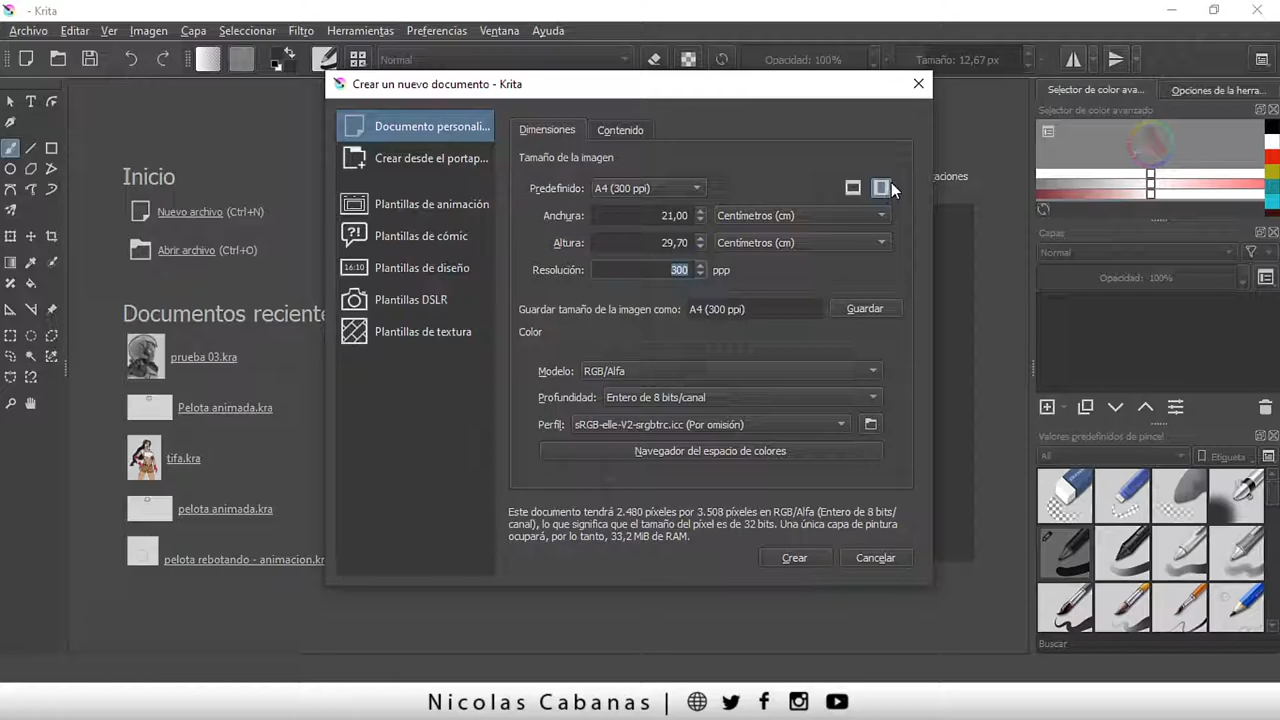 - Krita
Archivo Editar Ver Imagen Capa Seleccionar Filtro Herramientas Preferencias Ventana Ayuda
Normal
Opacidad: 100%
Tamaño: 12,67 px
Crear un nuevo documento - Krita
Selector de color ava...
Opciones de la herra...
Selector de color avanzado
Documento personali...
Crear desde el portap...
Plantillas de animación
Plantillas de cómic
16:10
Plantillas de diseño
Plantillas DSLR
Plantillas de textura
Dimensiones
Contenido
Tamaño de la imagen
Predefinido: A4 (300 ppi)
Anchura: 21,00 Centímetros (cm)
Altura: 29,70 Centímetros (cm)
Resolución: 300 ppp
Guardar tamaño de la imagen como: A4 (300 ppi) Guardar
Color
Modelo: RGB/Alfa
Profundidad: Entero de 8 bits/canal
Perfil: sRGB-elle-V2-srgbtrc.icc (Por omisión)
Navegador del espacio de colores
Este documento tendrá 2.480 píxeles por 3.508 píxeles en RGB/Alfa (Entero de 8 bits/
canal), lo que significa que el tamaño del píxel es de 32 bits. Una única capa de pintura
ocupará, por lo tanto, 33,2 MiB de RAM.
Crear
Cancelar
Inicio
Nuevo archivo (Ctrl+N)
Abrir archivo (Ctrl+O)
Documentos reciente
prueba 03.kra
Pelota animada.kra
tifa.kra
pelota animada.kra
pelota rebotando - animacion.kr
aciones
Capas
Normal
Opacidad: 100%
Valores predefinidos de pincel
All
Etiqueta
Buscar
Nicolas Cabanas |